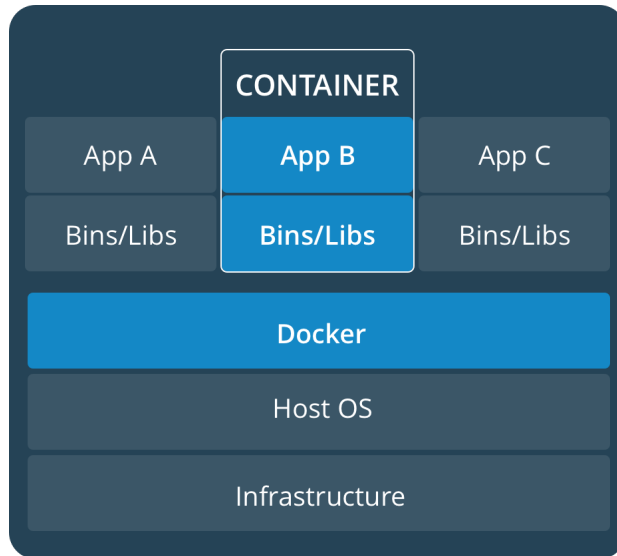 CONTAINER
App A
App B
App C
Bins/Libs
Bins/Libs
Bins/Libs
Docker
Host OS
Infrastructure